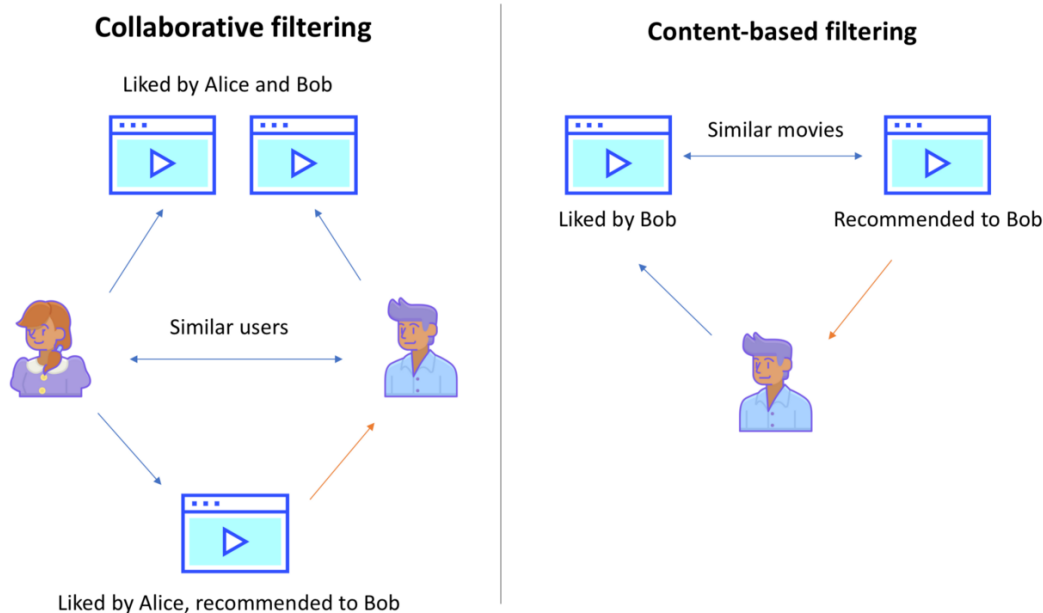 Collaborative filtering
Liked by Alice and Bob
Similar users
Liked by Alice, recommended to Bob
Content-based filtering
Similar movies
Liked by Bob
Recommended to Bob